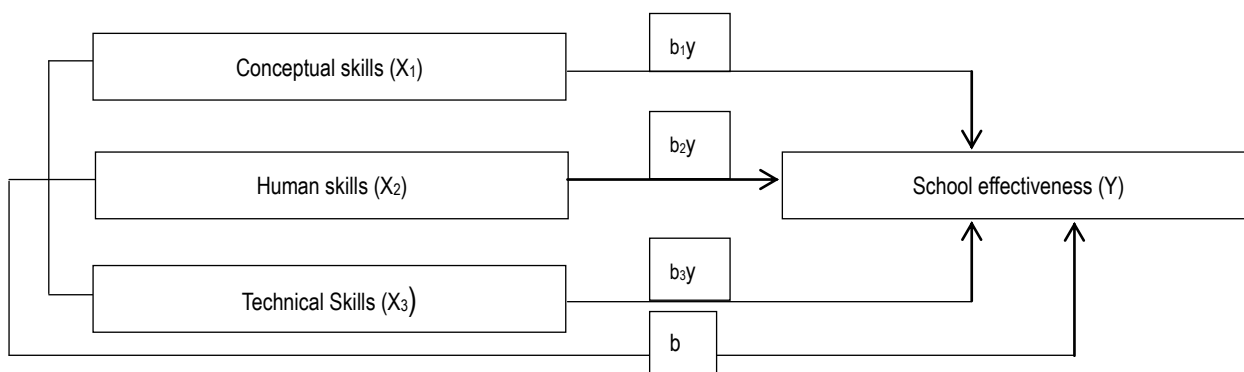 b₁y
Conceptual skills (X₁)
b₂y
Human skills (X₂)
School effectiveness (Y)
b₃y
Technical Skills (X₃)
b